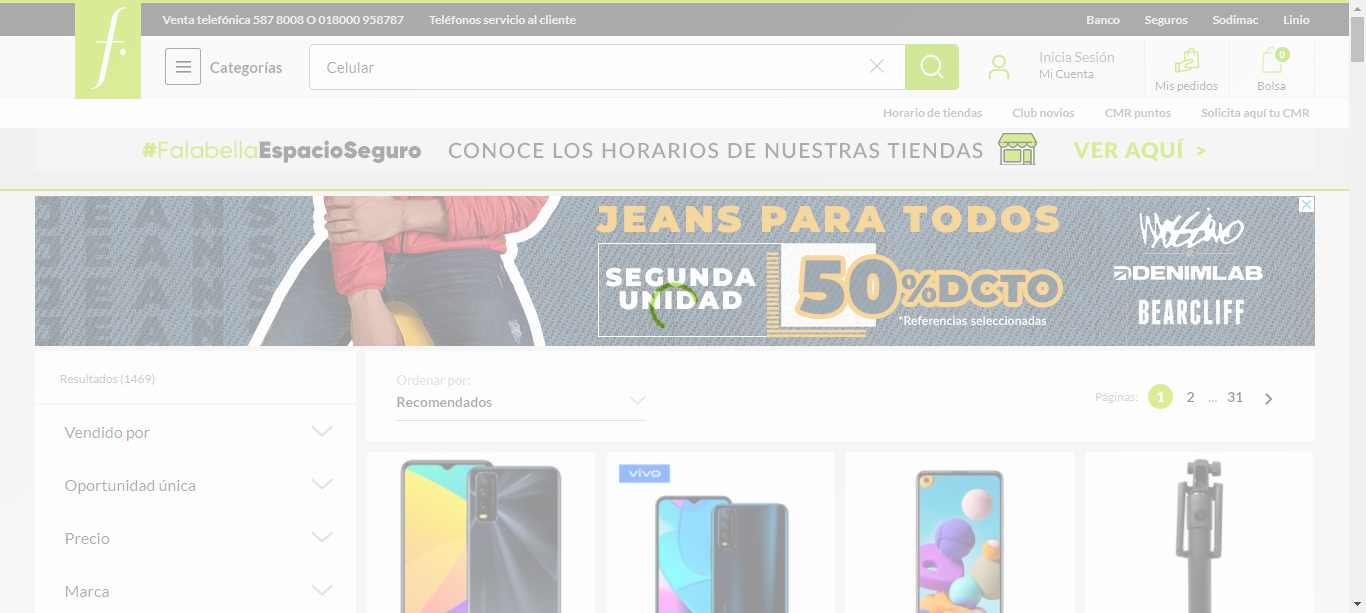 Venta telefónica 587 8008 O 018000 958787 Teléfonos servicio al cliente Banco Seguros Sodimac Linio
f.
Categorías Celular Inicia Sesión
Mi Cuenta
Mis pedidos 0 Bolsa
Horario de tiendas Club novios CMR puntos Solicita aquí tu CMR
#FalabellaEspacioSeguro CONOCE LOS HORARIOS DE NUESTRAS TIENDAS VER AQUÍ >
JEANS
JEANS PARA TODOS
SEGUNDA
UNIDAD
50%DCTO
*Referencias seleccionadas
MOSSIMO
DENIMLAB
BEARCLIFF
Resultados (1469)
Vendido por
Oportunidad única
Precio
Marca
Ordenar por:
Recomendados
Páginas: 1 2 ... 31 >
vivo